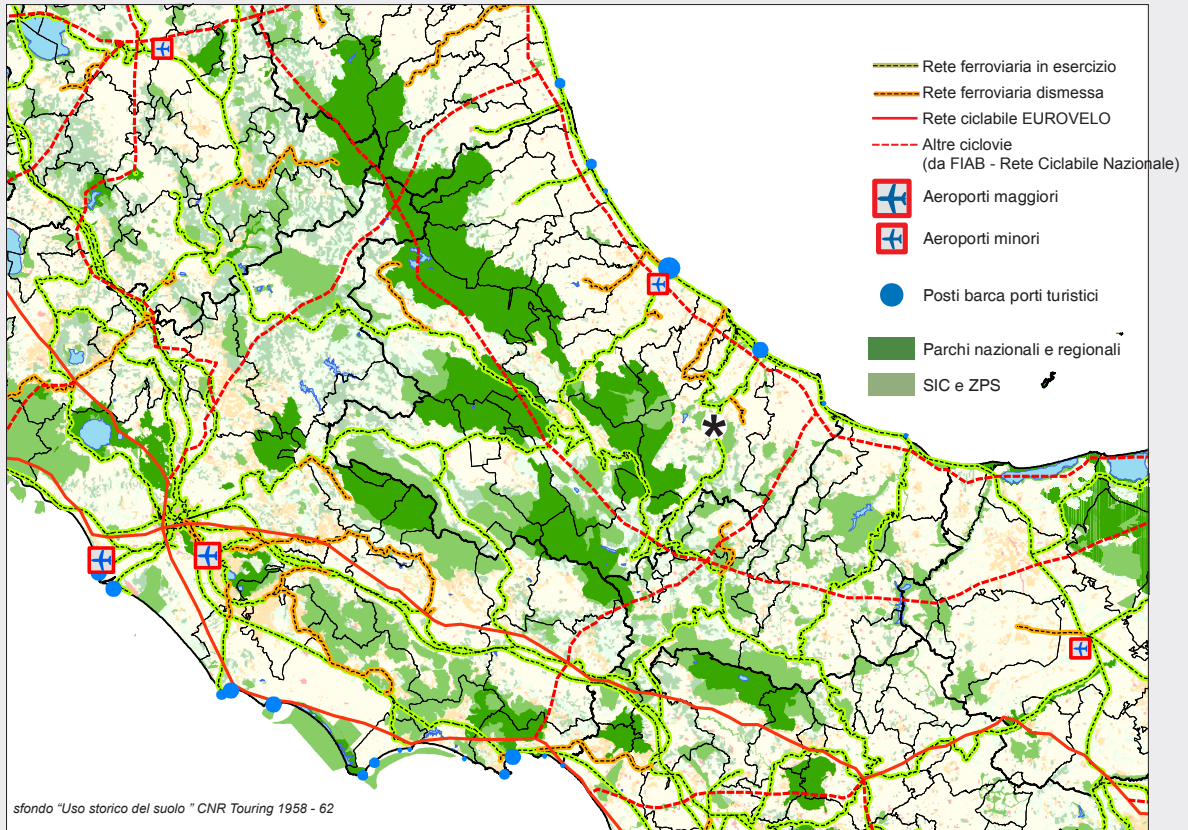 Rete ferroviaria in esercizio
Rete ferroviaria dismessa
Rete ciclabile EUROVELO
Altre ciclovie
(da FIAB - Rete Ciclabile Nazionale)
Aeroporti maggiori
Aeroporti minori
Posti barca porti turistici
Parchi nazionali e regionali
SIC e ZPS
*
sfondo “Uso storico del suolo ” CNR Touring 1958 - 62